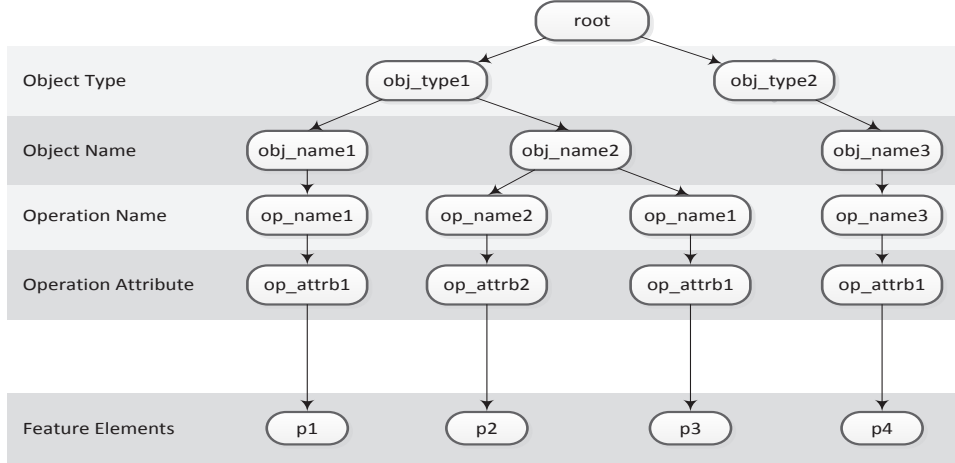 root
Object Type obj_type1 obj_type2
Object Name obj_name1 obj_name2 obj_name3
Operation Name op_name1 op_name2 op_name1 op_name3
Operation Attribute op_attrb1 op_attrb2 op_attrb1 op_attrb1
Feature Elements p1 p2 p3 p4